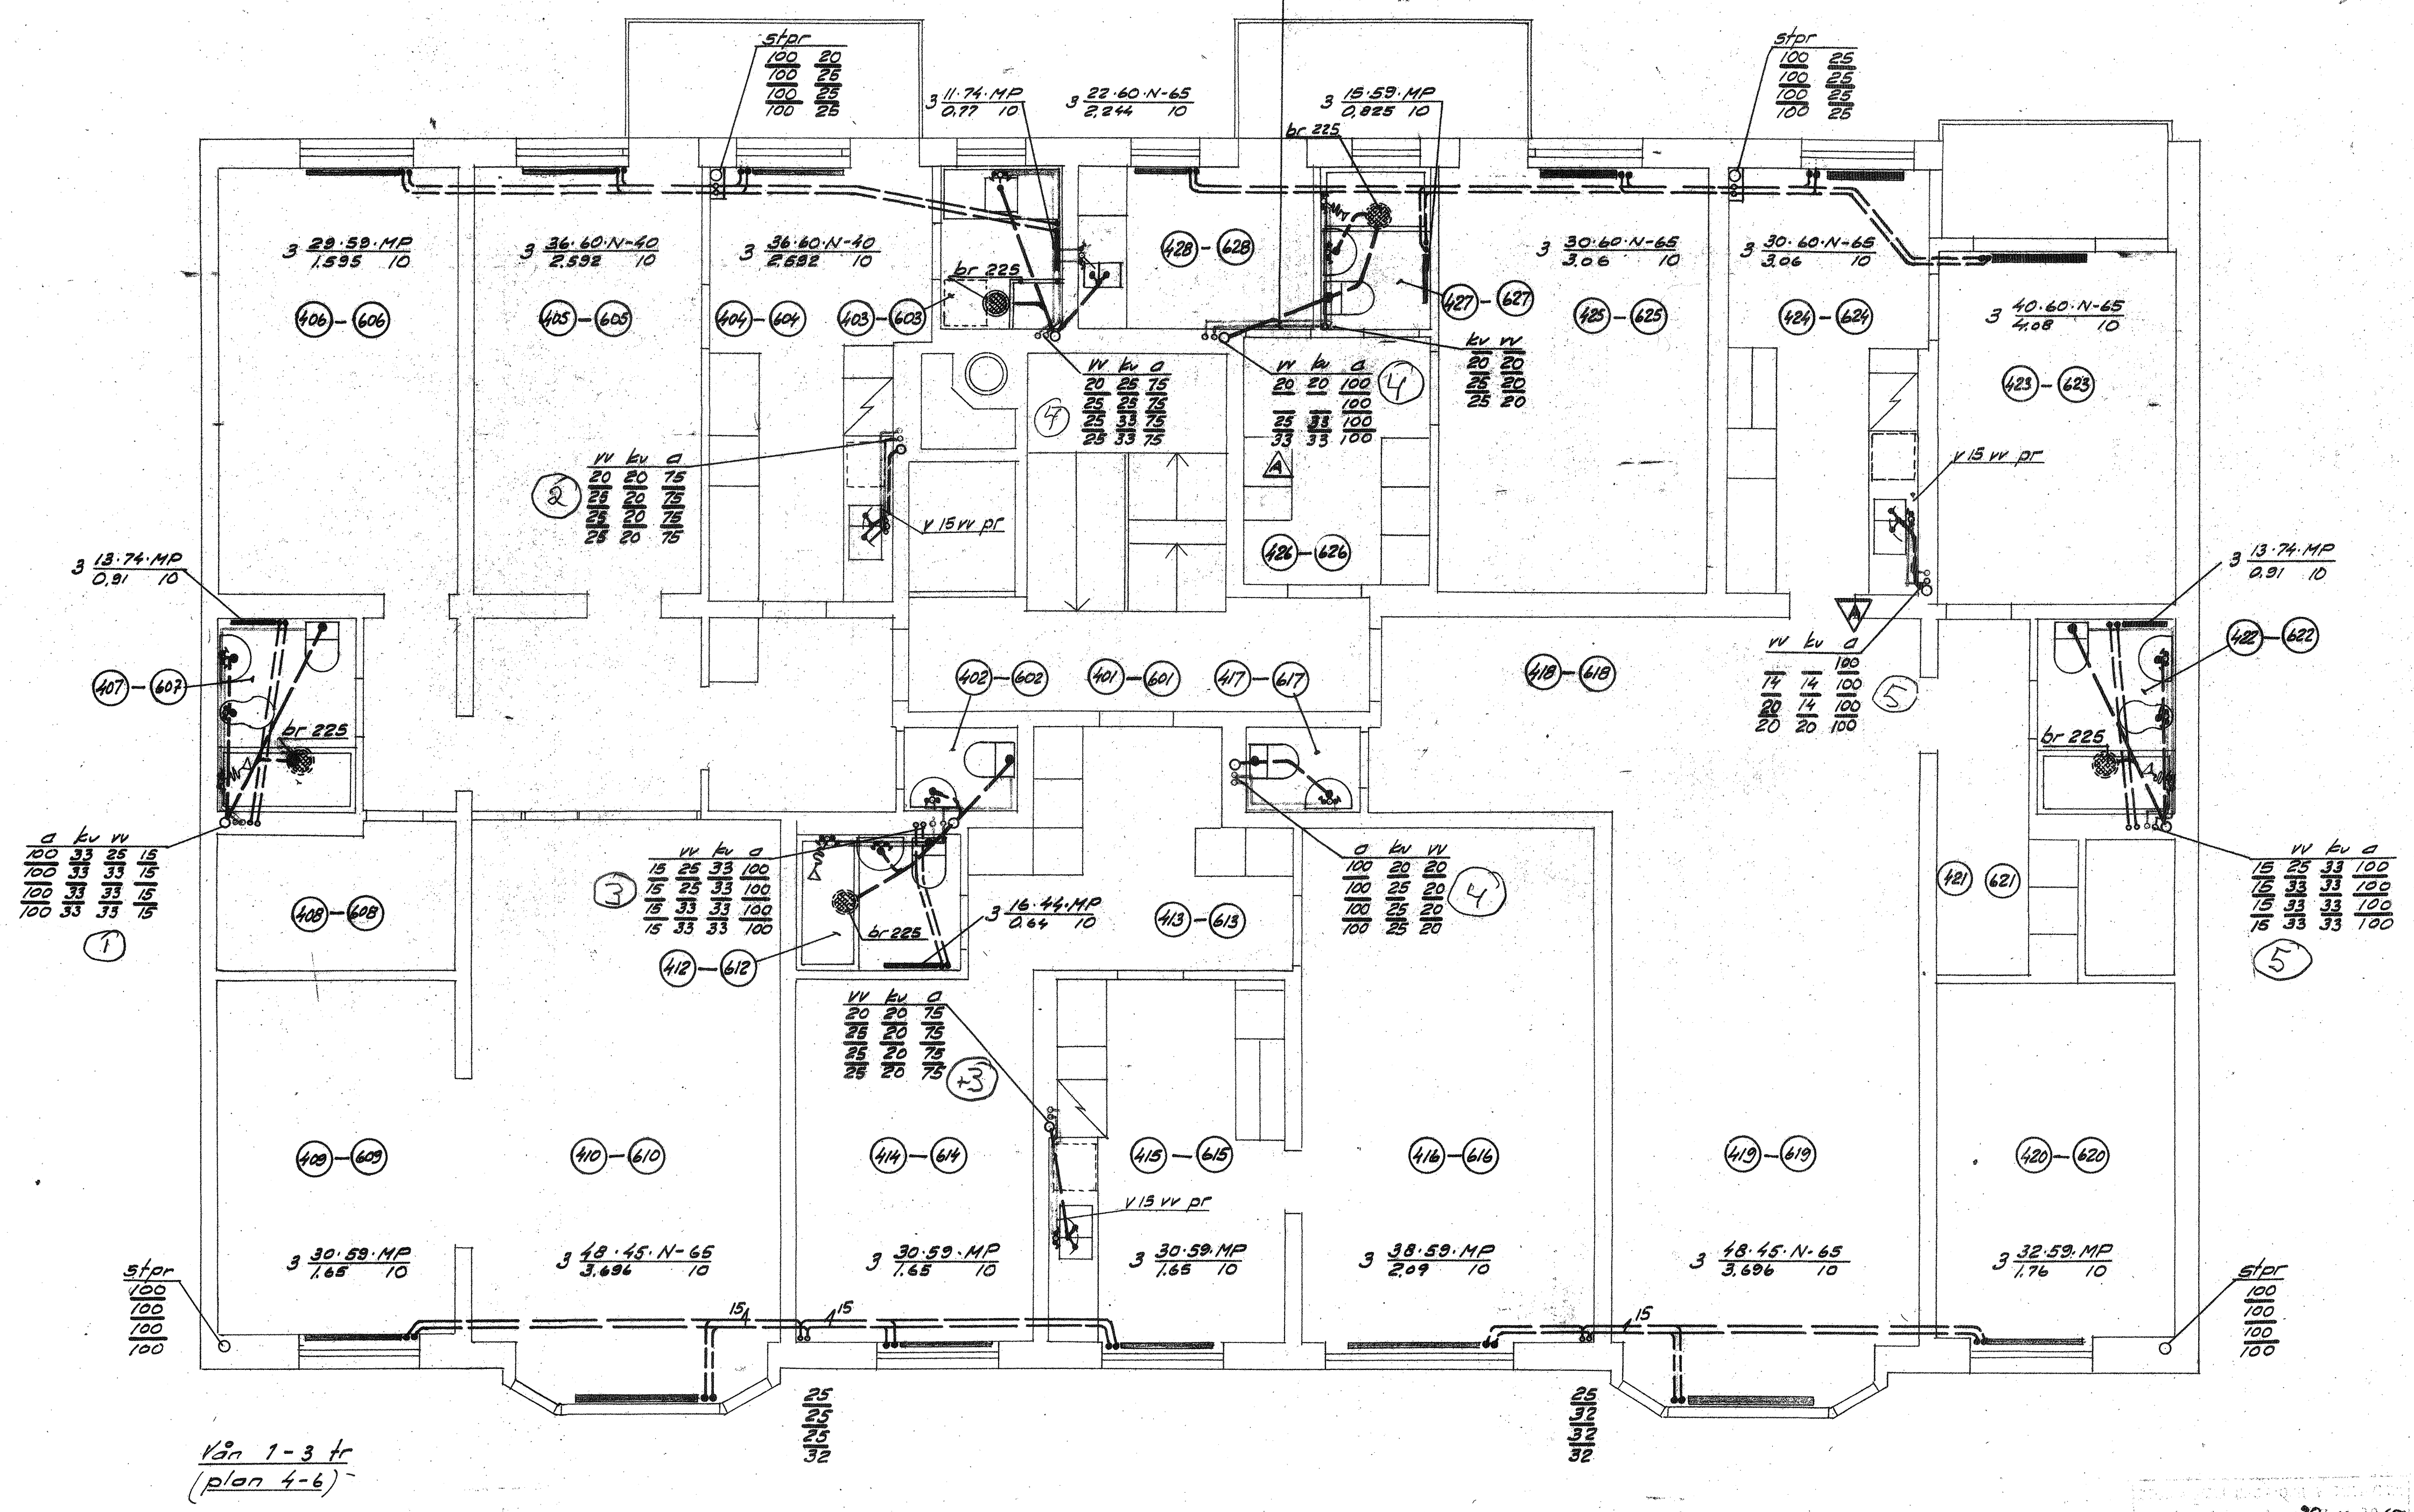 stpr
100 20
100 25
100 25
100 25
3 11·74·MP
0,77 10
3 22·60·N-65
2,244 10
3 15·59·MP
0,825 10
br 225
stpr
100 25
100 25
100 25
100 25
3 29·59·MP
1.595 10
406 – 606
3 36·60·N-40
2.592 10
405 – 605
3 36·60·N-40
2.592 10
404 – 604
403 – 603
br 225
428 – 628
427 – 627
3 30·60·N-65
3.06 10
425 – 625
3 30·60·N-65
3.06 10
424 – 624
3 40·60·N-65
4.08 10
423 – 623
vv kv a
20 25 75
25 25 75
25 33 75
25 33 75
4
vv kv a
20 20 100
100
25 33 100
33 33 100
4
A
kv vv
20 20
25 20
25 20
25 20
2
vv kv a
20 20 75
25 20 75
25 20 75
25 20 75
v 15 vv pr
426 – 626
v 15 vv pr
3 13·74·MP
0,91 10
407 – 607
br 225
3 13·74·MP
0,91 10
422 – 622
br 225
A
vv kv a
100
14 14 100
20 14 100
20 20 100
5
402 – 602
401 – 601
417 – 617
418 – 618
a kv vv
100 33 25 15
100 33 33 15
100 33 33 15
100 33 33 15
1
408 – 608
3
vv kv a
15 25 33 100
15 25 33 100
15 33 33 100
15 33 33 100
412 – 612
br 225
3 16·44·MP
0.64 10
413 – 613
a kv vv
100 20 20
100 25 20
100 25 20
100 25 20
4
421 621
vv kv a
15 25 33 100
15 33 33 100
15 33 33 100
15 33 33 100
5
vv kv a
20 20 75
25 20 75
25 20 75
25 20 75
+3
409 – 609
410 – 610
414 – 614
415 – 615
416 – 616
419 – 619
420 – 620
v 15 vv pr
3 30·59·MP
1.65 10
3 48·45·N-65
3.696 10
3 30·59·MP
1.65 10
3 30·59·MP
1.65 10
3 38·59·MP
2.09 10
3 48·45·N-65
3.696 10
3 32·59·MP
1.76 10
stpr
100
100
100
100
stpr
100
100
100
100
15
15
15
25
25
25
32
25
32
32
32
Vån 1-3 tr
(plan 4-6)